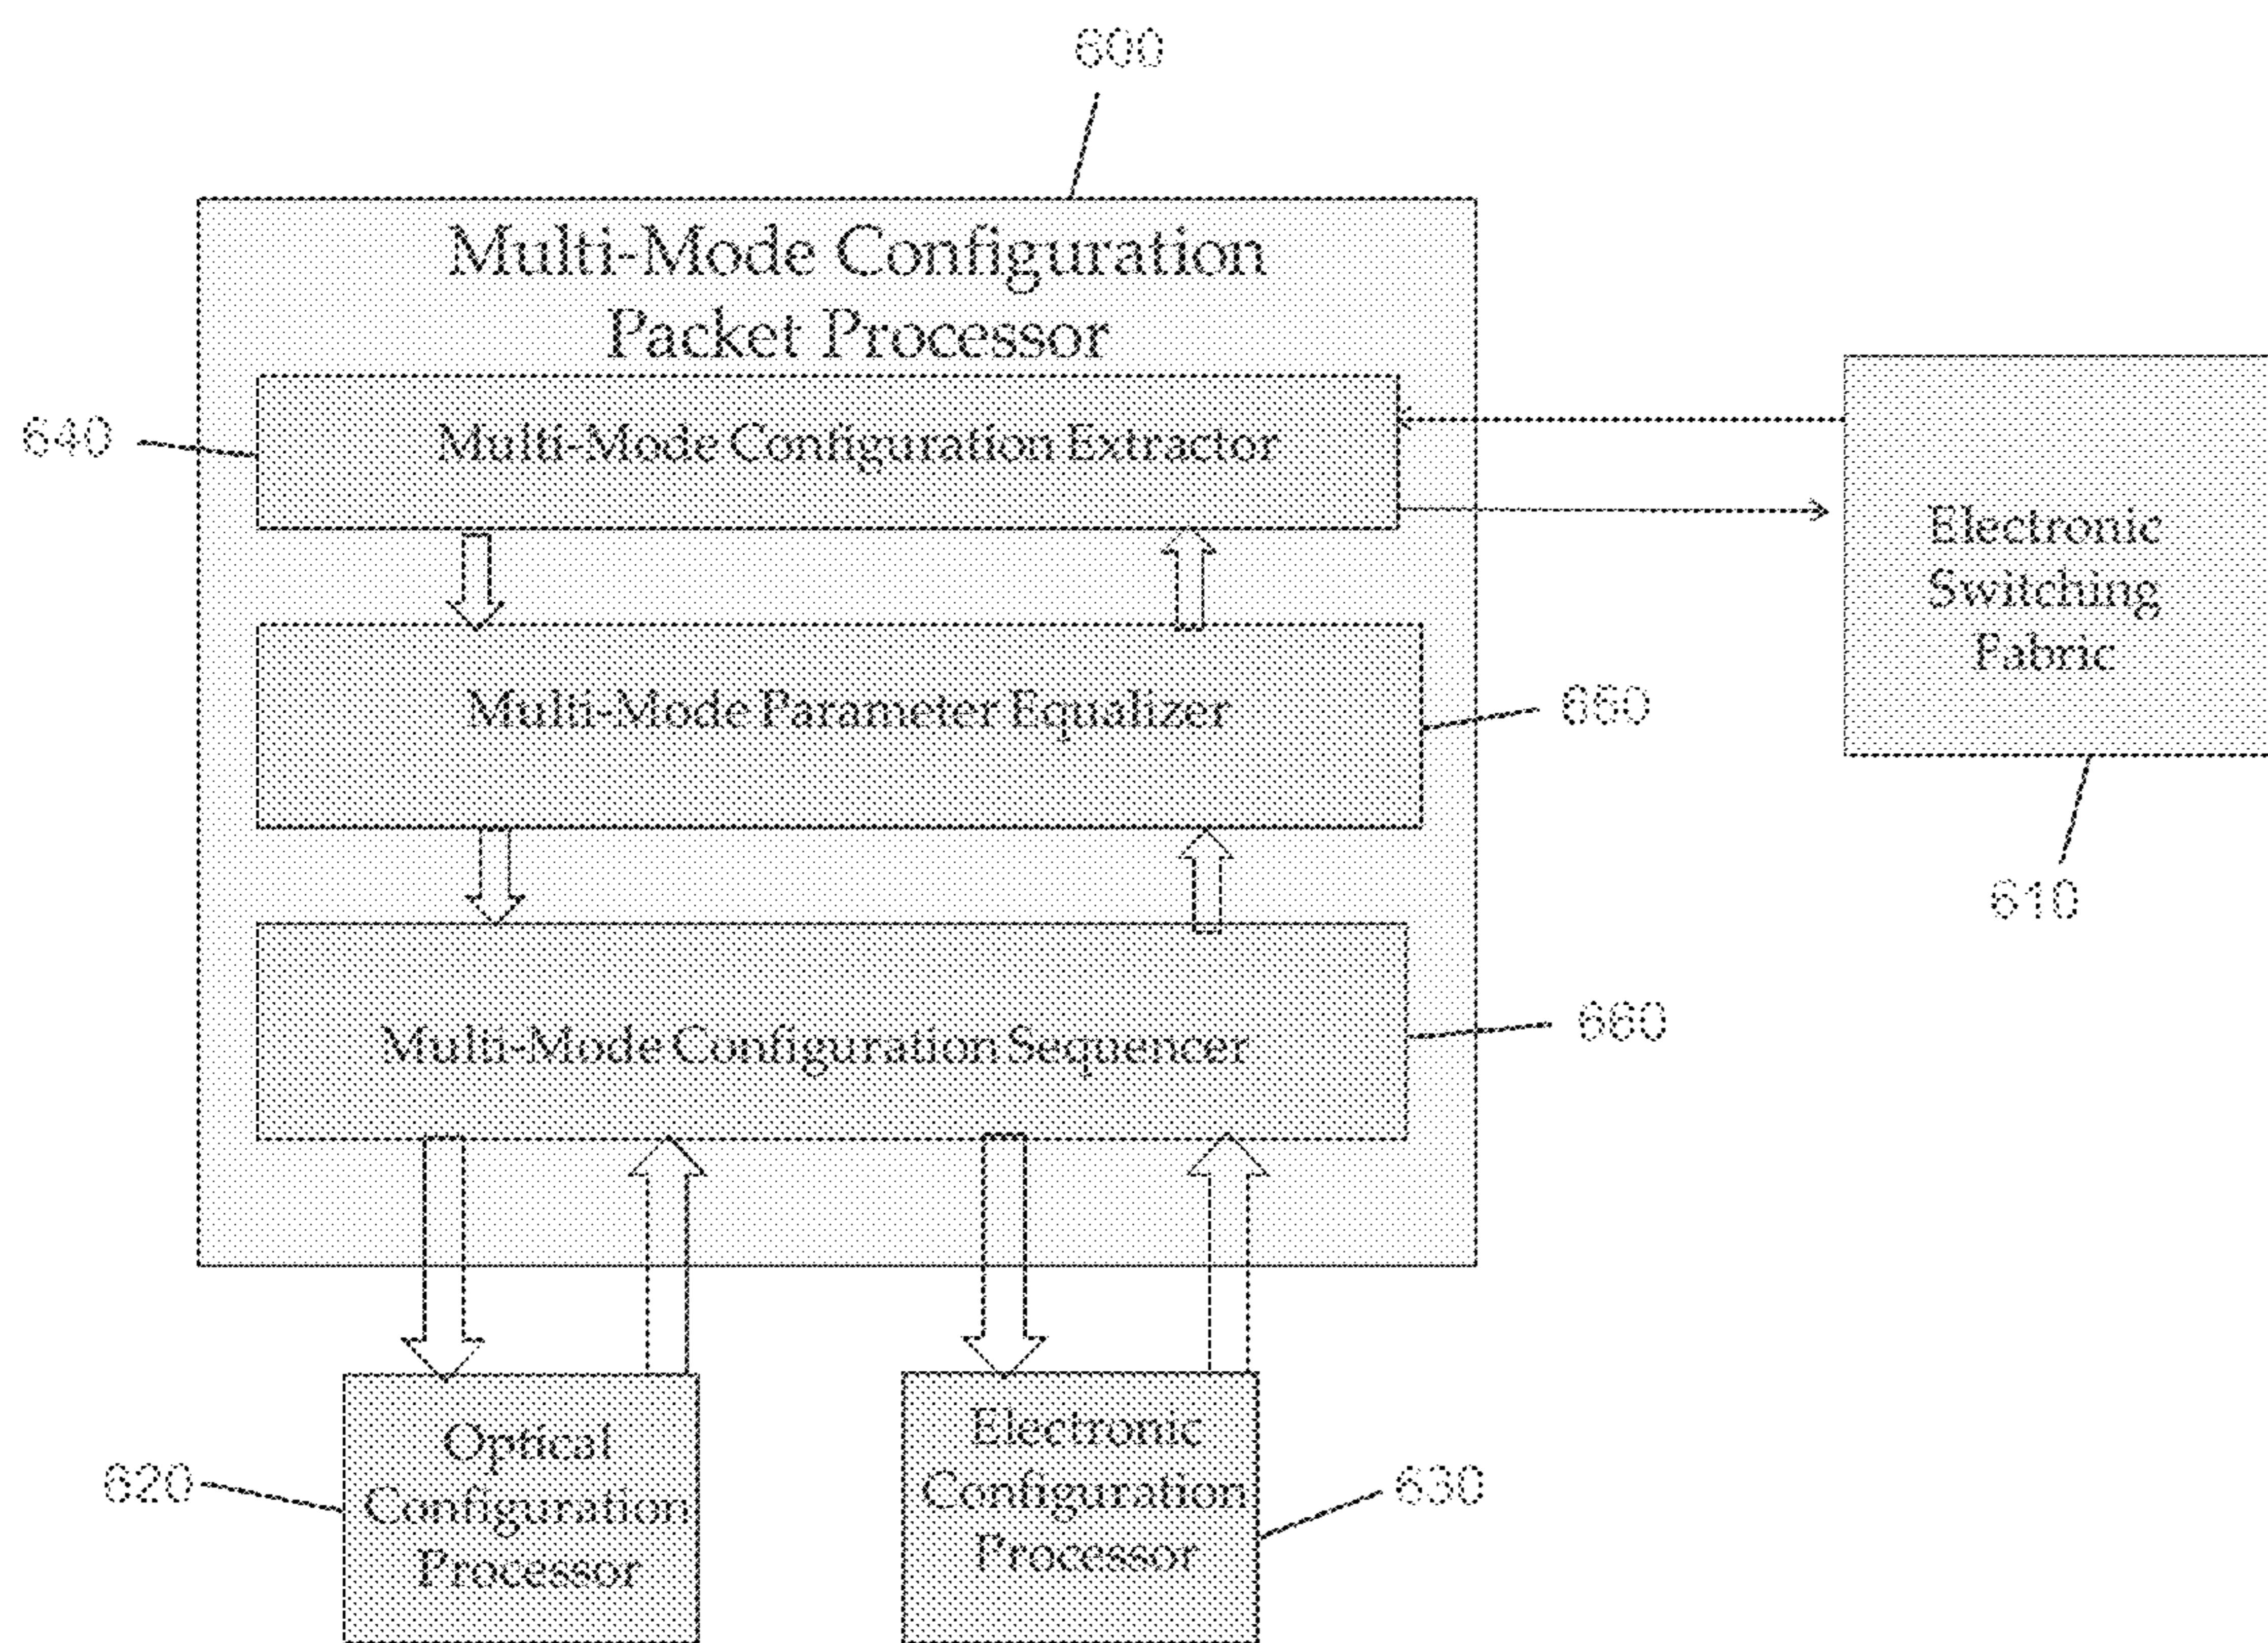 600
Multi-Mode Configuration
Packet Processor
640
Multi-Mode Configuration Extractor
Electronic
Switching
Fabric
Multi-Mode Parameter Equalizer
650
610
Multi-Mode Configuration Sequencer
660
620
Optical
Configuration
Processor
Electronic
Configuration
Processor
630